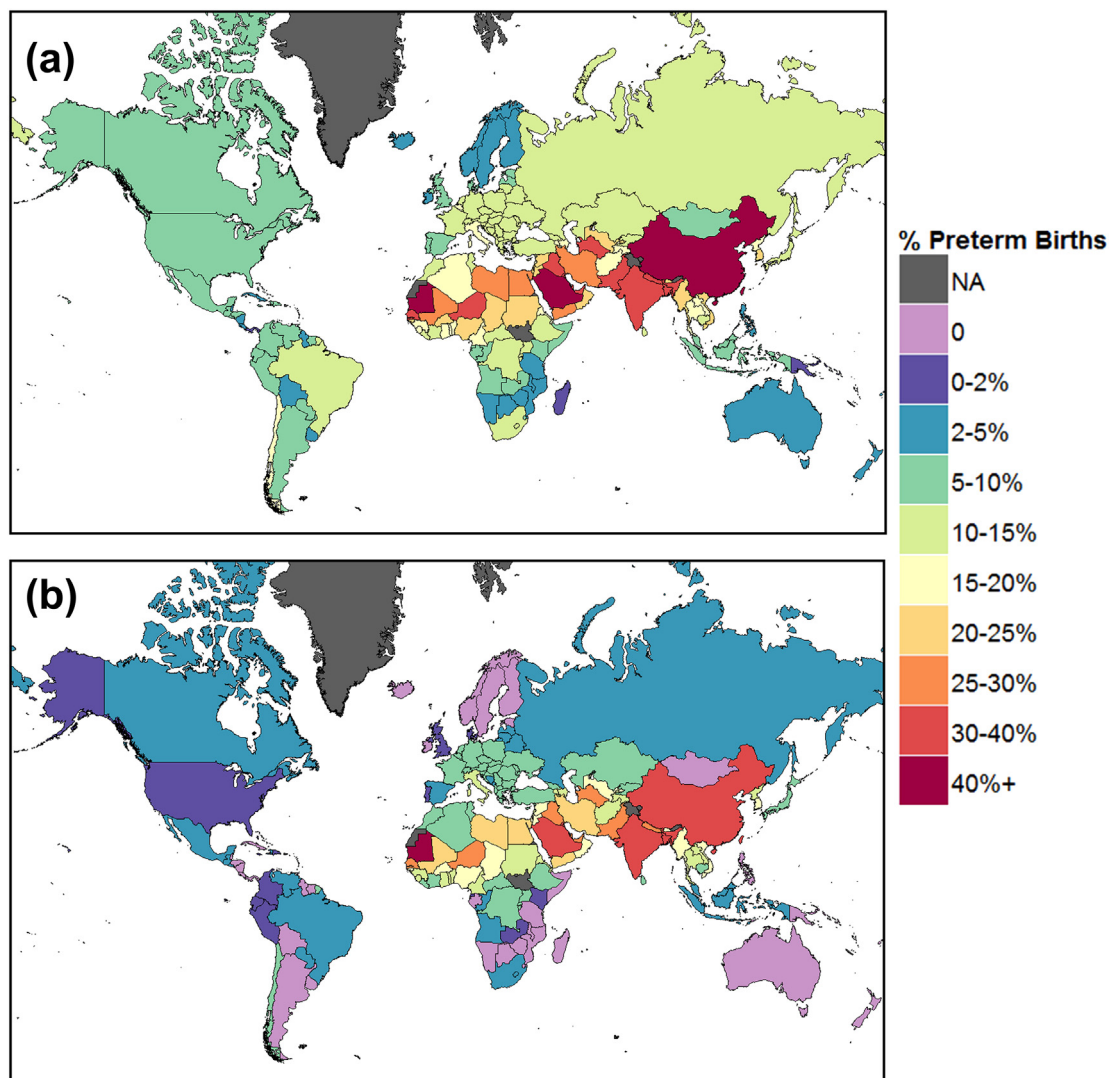 (a)
% Preterm Births
NA
0
0-2%
2-5%
5-10%
10-15%
15-20%
20-25%
25-30%
30-40%
40%+
(b)